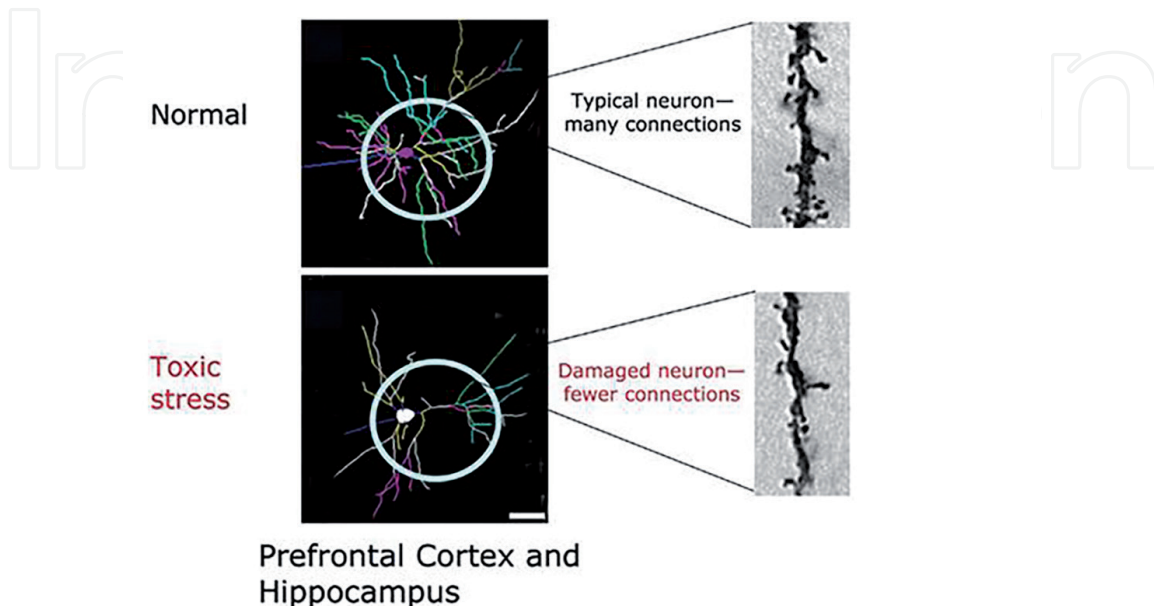 Normal
Typical neuron—
many connections
Toxic
stress
Damaged neuron—
fewer connections
Prefrontal Cortex and
Hippocampus